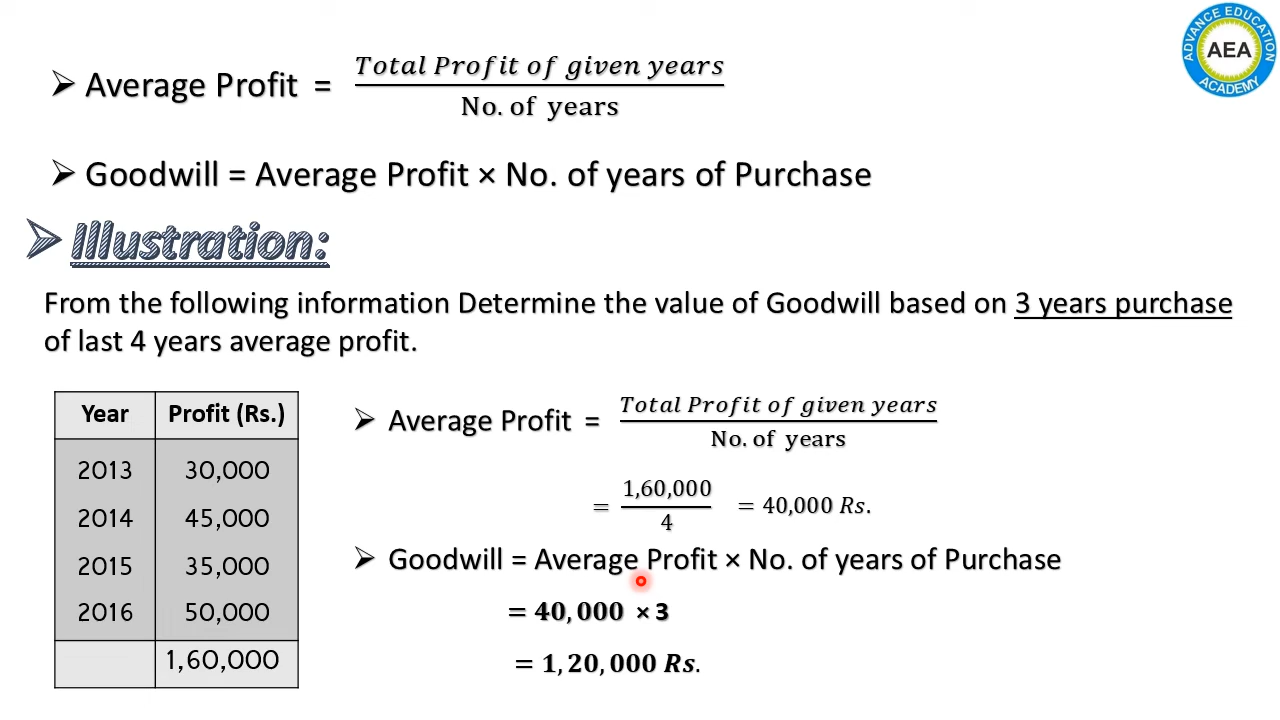 ADVANCE EDUCATION
AEA
ACADEMY
➢ Average Profit = Total Profit of given years
No. of years
➢ Goodwill = Average Profit × No. of years of Purchase
➢ Illustration:
From the following information Determine the value of Goodwill based on 3 years purchase
of last 4 years average profit.
Year Profit (Rs.)
2013 30,000
2014 45,000
2015 35,000
2016 50,000
1,60,000
➢ Average Profit = Total Profit of given years
No. of years
= 1,60,000
4
= 40,000 Rs.
➢ Goodwill = Average Profit × No. of years of Purchase
= 40,000 × 3
= 1,20,000 Rs.